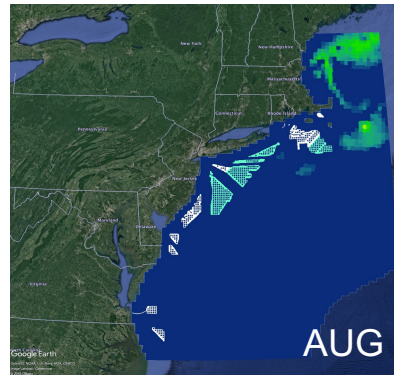 New York
New Hampshire
Massachusetts
Connecticut
Rhode Island
Pennsylvania
New Jersey
Maryland
Delaware
Virginia
Google Earth
AUG